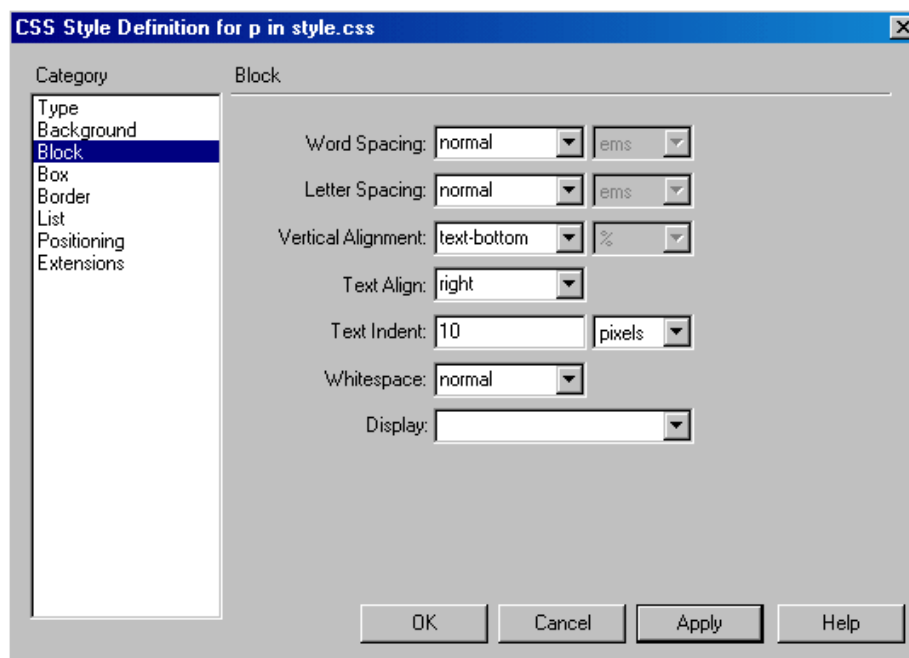 CSS Style Definition for p in style.css
Category
Type
Background
Block
Box
Border
List
Positioning
Extensions
Block
Word Spacing: normal ems
Letter Spacing: normal ems
Vertical Alignment: text-bottom %
Text Align: right
Text Indent: 10 pixels
Whitespace: normal
Display:
OK Cancel Apply Help